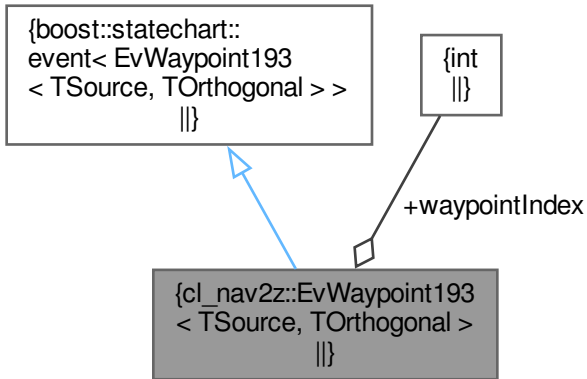 {boost::statechart::
event< EvWaypoint193
< TSource, TOrthogonal > >
||}
{int
||}
+waypointIndex
{cl_nav2z::EvWaypoint193
< TSource, TOrthogonal >
||}